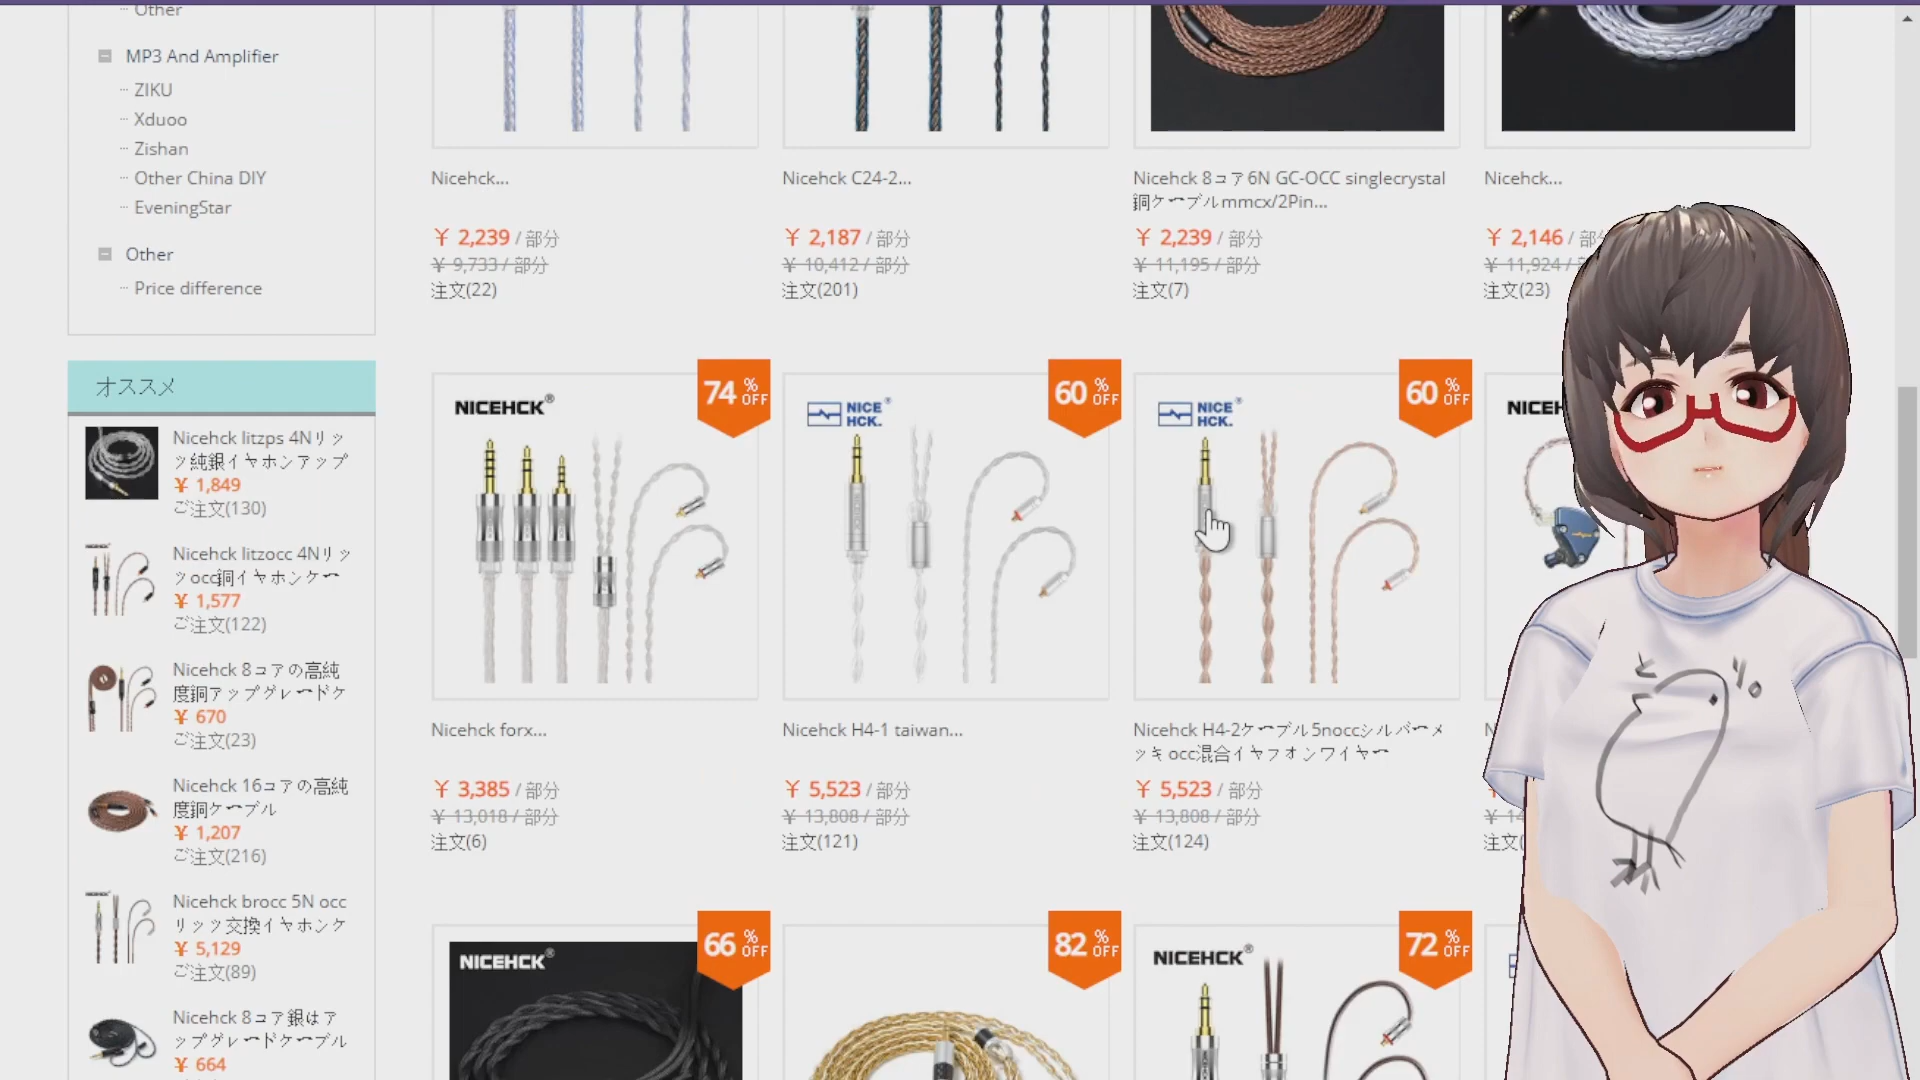 Other
MP3 And Amplifier
ZIKU
Xduoo
Zishan
Other China DIY
EveningStar
Other
Price difference
オススメ
Nicehck litzps 4Nリッ
ツ純銀イヤホンアップ
¥ 1,849
ご注文(130)
Nicehck litzocc 4Nリッ
ツocc銅イヤホンケー
¥ 1,577
ご注文(122)
Nicehck 8コアの高純
度銅アップグレードケ
¥ 670
ご注文(23)
Nicehck 16コアの高純
度銅ケーブル
¥ 1,207
ご注文(216)
Nicehck brocc 5N occ
リッツ交換イヤホンケ
¥ 5,129
ご注文(89)
Nicehck 8コア銀はア
ップグレードケーブル
¥ 664
Nicehck...
¥ 2,239 / 部分
¥ 9,733 / 部分
注文(22)
Nicehck C24-2...
¥ 2,187 / 部分
¥ 10,412 / 部分
注文(201)
Nicehck 8コア6N GC-OCC singlecrystal
銅ケーブルmmcx/2Pin...
¥ 2,239 / 部分
¥ 11,195 / 部分
注文(7)
Nicehck...
¥ 2,146 / 部
¥ 11,924 /
注文(23)
NICEHCK®
74 % OFF
Nicehck forx...
¥ 3,385 / 部分
¥ 13,018 / 部分
注文(6)
NICE HCK.®
60 % OFF
Nicehck H4-1 taiwan...
¥ 5,523 / 部分
¥ 13,808 / 部分
注文(121)
NICE HCK.®
60 % OFF
Nicehck H4-2ケーブル5noccシルバーメ
ッキocc混合イヤフォンワイヤー
¥ 5,523 / 部分
¥ 13,808 / 部分
注文(124)
NICEH
注文(
とり。
NICEHCK®
66 % OFF
82 % OFF
NICEHCK®
72 % OFF